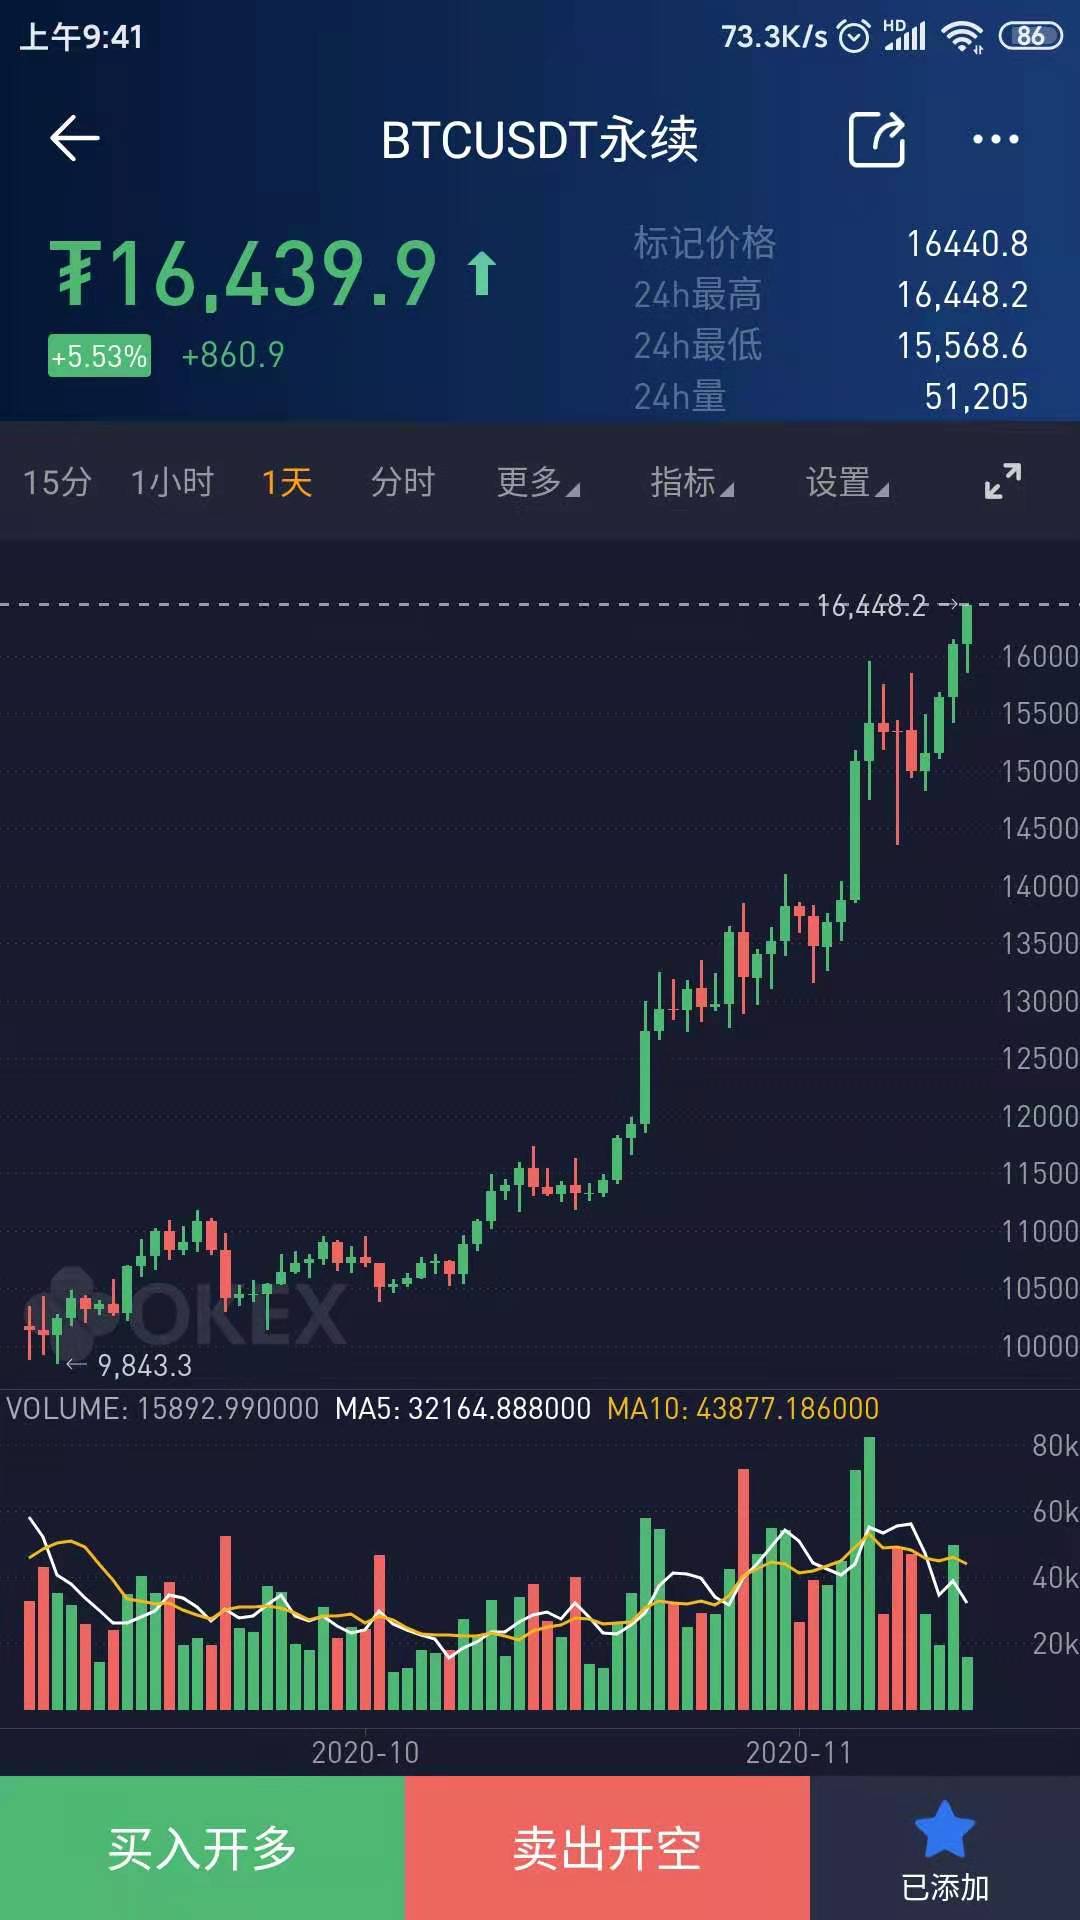 上午9:41
73.3K/s HD 86
BTCUSDT永续
₮16,439.9
+5.53% +860.9
标记价格 16440.8
24h最高 16,448.2
24h最低 15,568.6
24h量 51,205
15分 1小时 1天 分时 更多 指标 设置
16,448.2
16000
15500
15000
14500
14000
13500
13000
12500
12000
11500
11000
10500
10000
OKEX
9,843.3
VOLUME: 15892.990000 MA5: 32164.888000 MA10: 43877.186000
80k
60k
40k
20k
2020-10 2020-11
买入开多
卖出开空
已添加